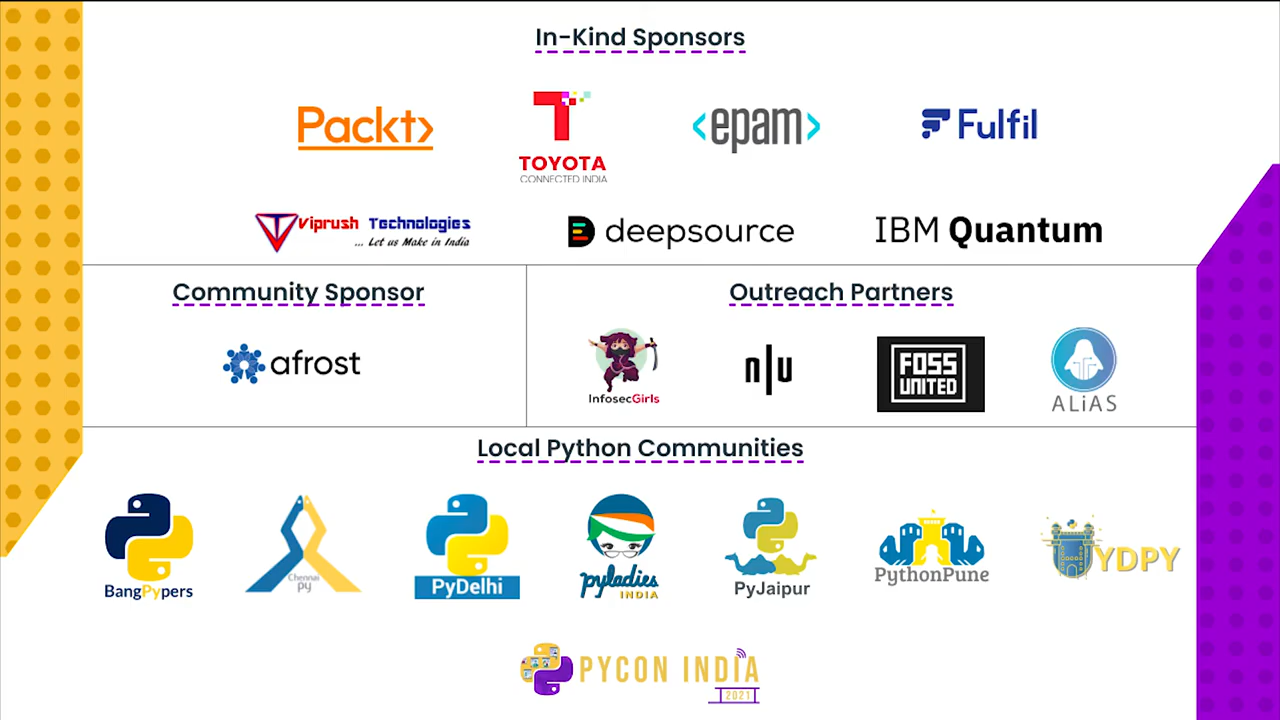 In-Kind Sponsors
Packt
TOYOTA
CONNECTED INDIA
<epam>
Fulfil
Viprush Technologies
... Let us Make in India
deepsource
IBM Quantum
Community Sponsor
Outreach Partners
afrost
InfosecGirls
n|u
FOSS
UNITED
ALiAS
Local Python Communities
BangPypers
Chennai
py
PyDelhi
pyladies
INDIA
PyJaipur
PythonPune
HYDPY
PYCON INDIA
2021